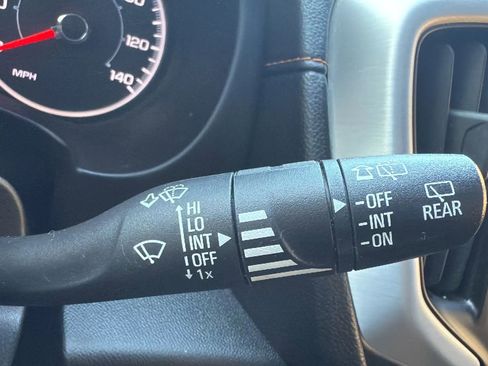 120
140
MPH
HI
LO
INT
OFF
1x
-OFF
-INT
-ON
REAR